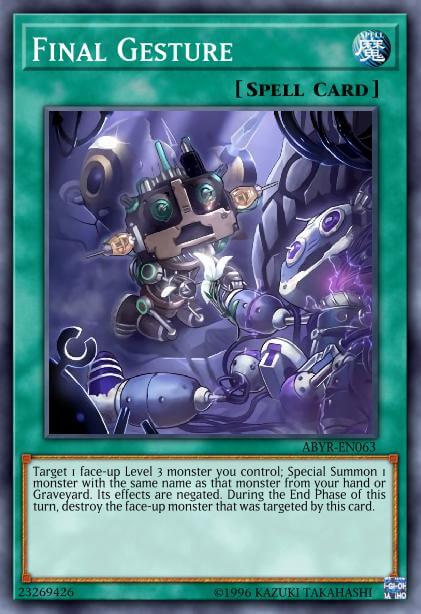 Final Gesture
[Spell Card]
ABYR-EN063
Target 1 face-up Level 3 monster you control; Special Summon 1
monster with the same name as that monster from your hand or
Graveyard. Its effects are negated. During the End Phase of this
turn, destroy the face-up monster that was targeted by this card.
23269426
©1996 KAZUKI TAKAHASHI